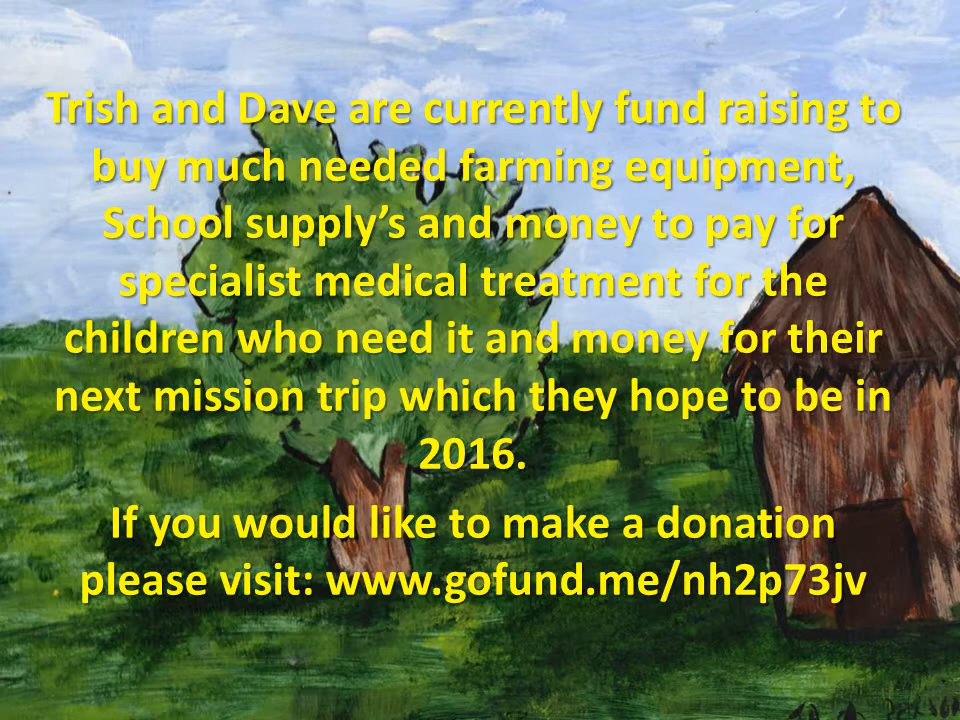 Trish and Dave are currently fund raising to
buy much needed farming equipment,
School supply’s and money to pay for
specialist medical treatment for the
children who need it and money for their
next mission trip which they hope to be in
2016.
If you would like to make a donation
please visit: www.gofund.me/nh2p73jv